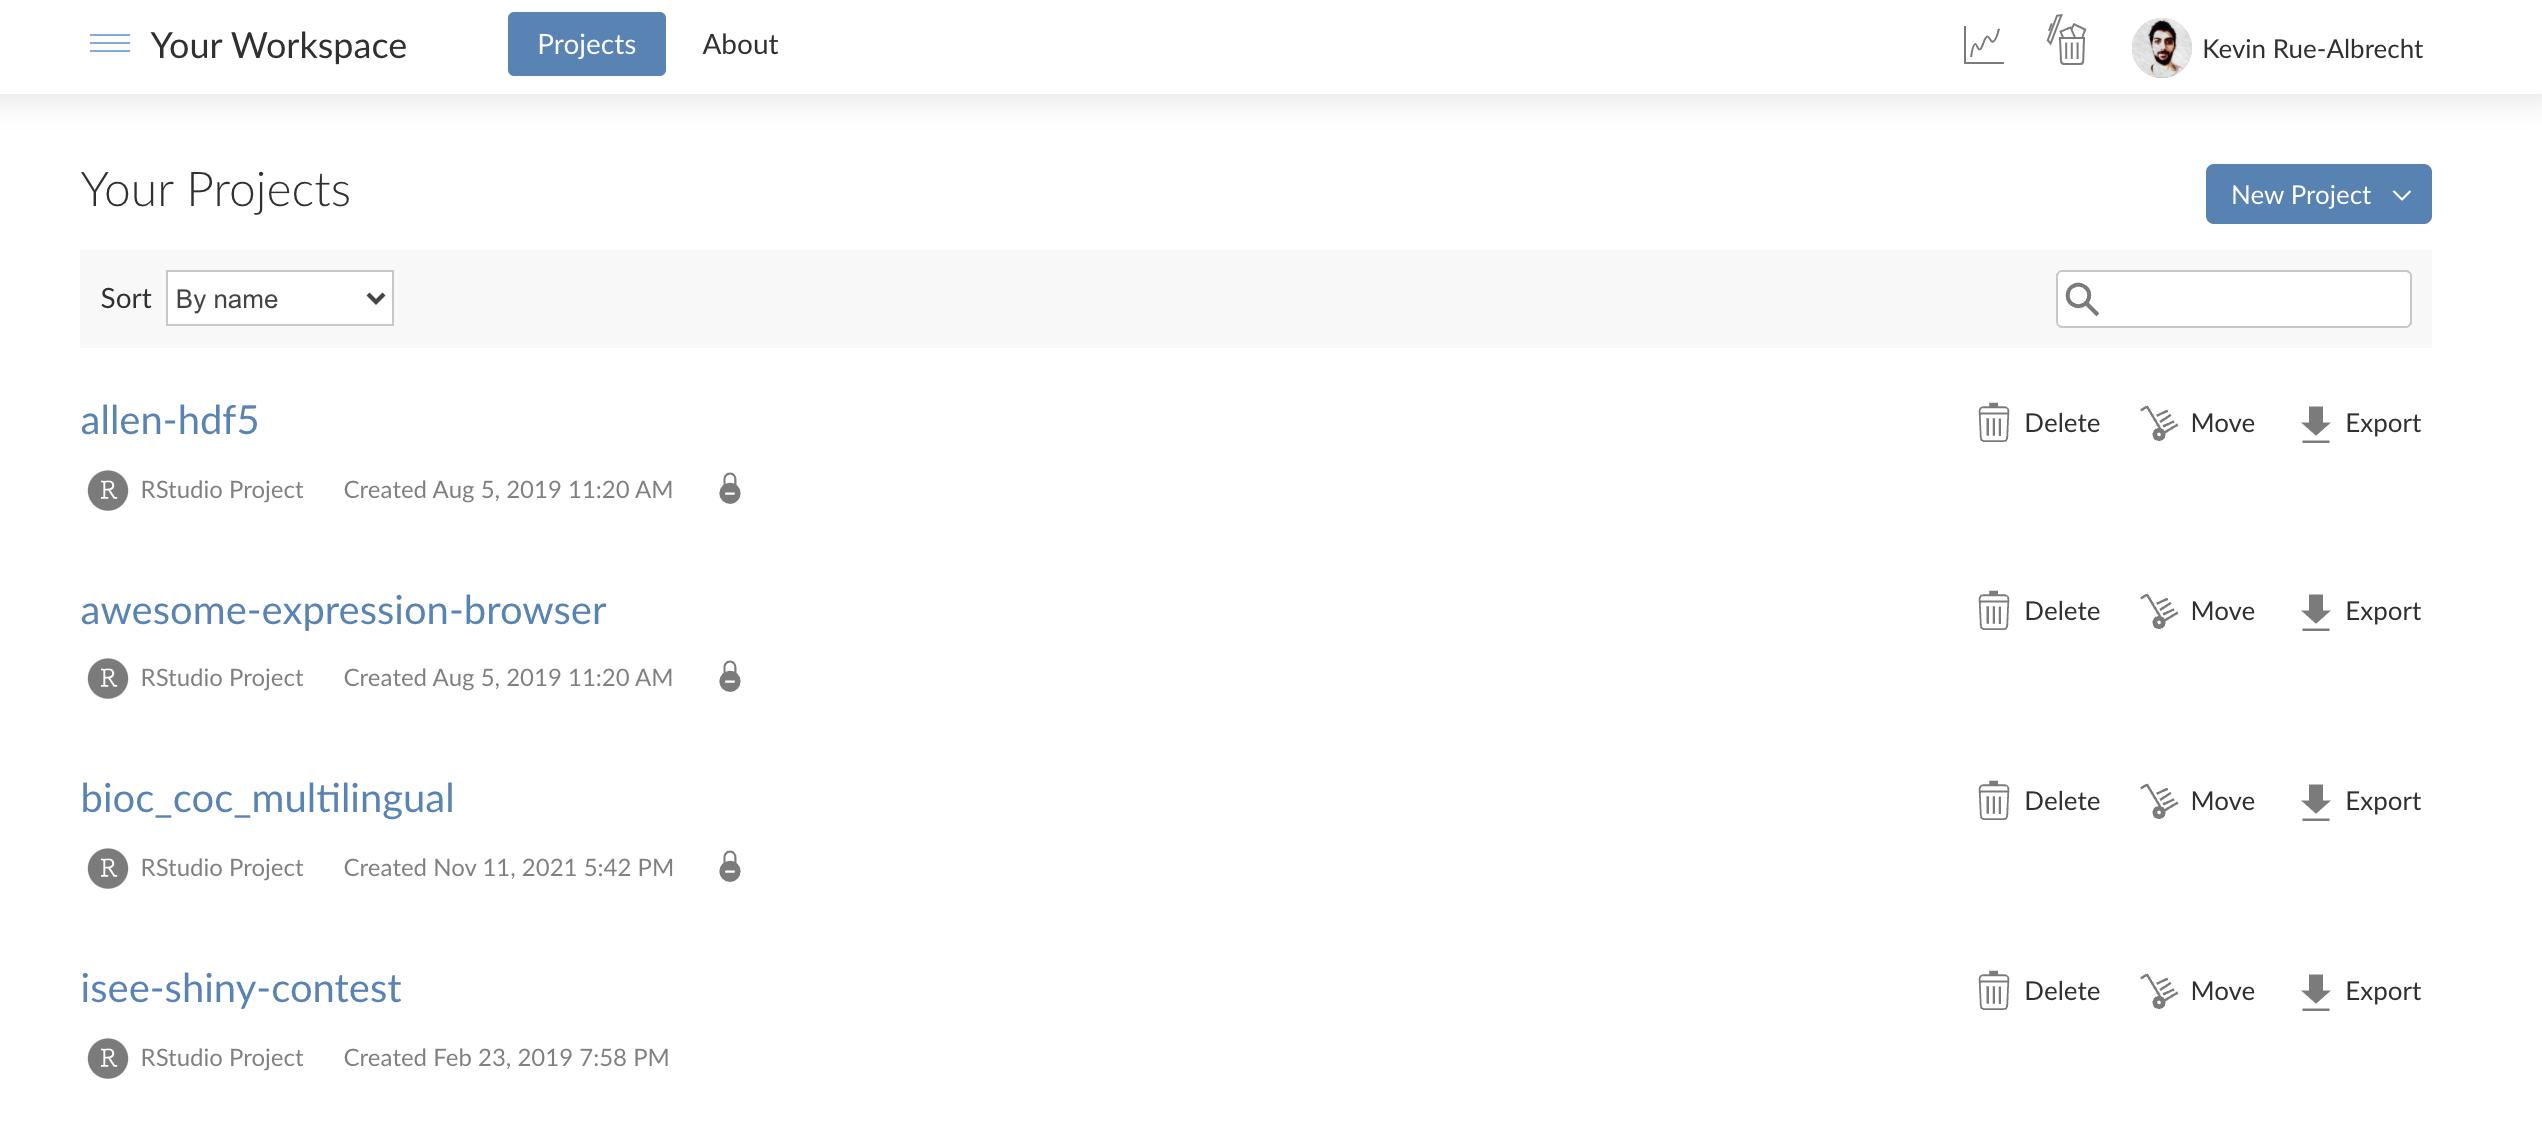 Your Workspace Projects About Kevin Rue-Albrecht
Your Projects New Project
Sort By name
allen-hdf5 Delete Move Export
R RStudio Project Created Aug 5, 2019 11:20 AM
awesome-expression-browser Delete Move Export
R RStudio Project Created Aug 5, 2019 11:20 AM
bioc_coc_multilingual Delete Move Export
R RStudio Project Created Nov 11, 2021 5:42 PM
isee-shiny-contest Delete Move Export
R RStudio Project Created Feb 23, 2019 7:58 PM